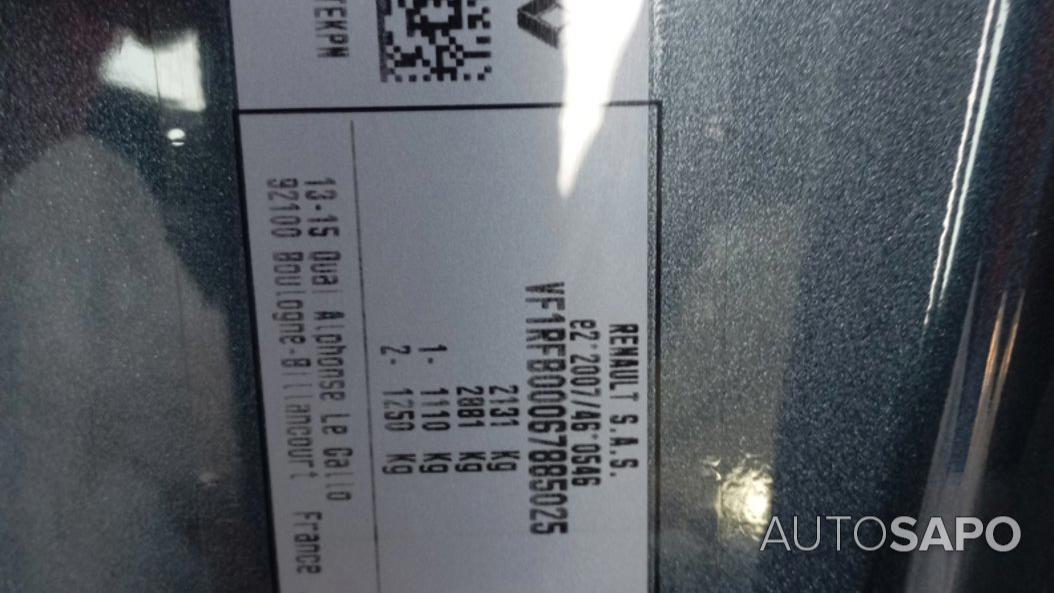 RENAULT S.A.S.
e2*2007/46*0546
VF1RFB00067885025
2131 Kg
2081 Kg
1- 1110 Kg
2- 1250 Kg
13-15 Quai Alphonse Le Gallo
92100 Boulogne-Billancourt France
AUTOSAPO